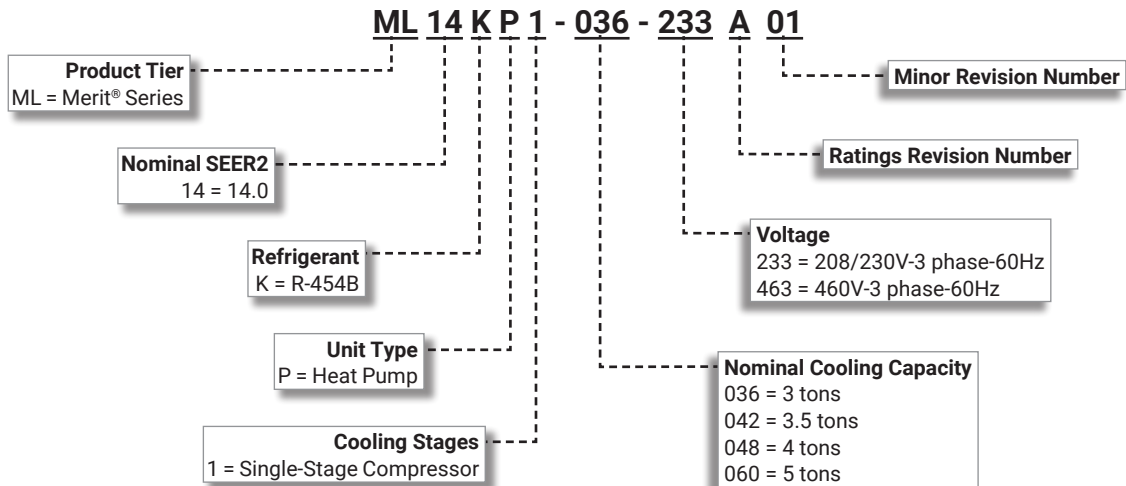 ML 14 K P 1 - 036 - 233 A 01
Product Tier
ML = Merit® Series
Minor Revision Number
Nominal SEER2
14 = 14.0
Ratings Revision Number
Refrigerant
K = R-454B
Voltage
233 = 208/230V-3 phase-60Hz
463 = 460V-3 phase-60Hz
Unit Type
P = Heat Pump
Nominal Cooling Capacity
036 = 3 tons
042 = 3.5 tons
048 = 4 tons
060 = 5 tons
Cooling Stages
1 = Single-Stage Compressor